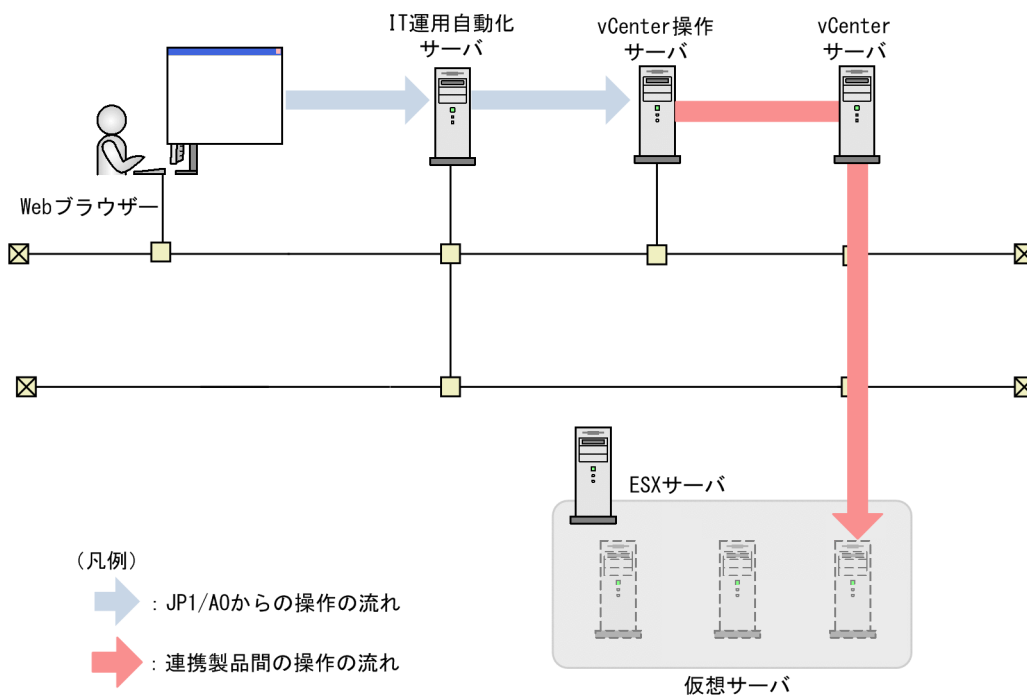 IT運用自動化
サーバ
vCenter操作
サーバ
vCenter
サーバ
Webブラウザー
ESXサーバ
(凡例)
：JP1/AOからの操作の流れ
：連携製品間の操作の流れ
仮想サーバ